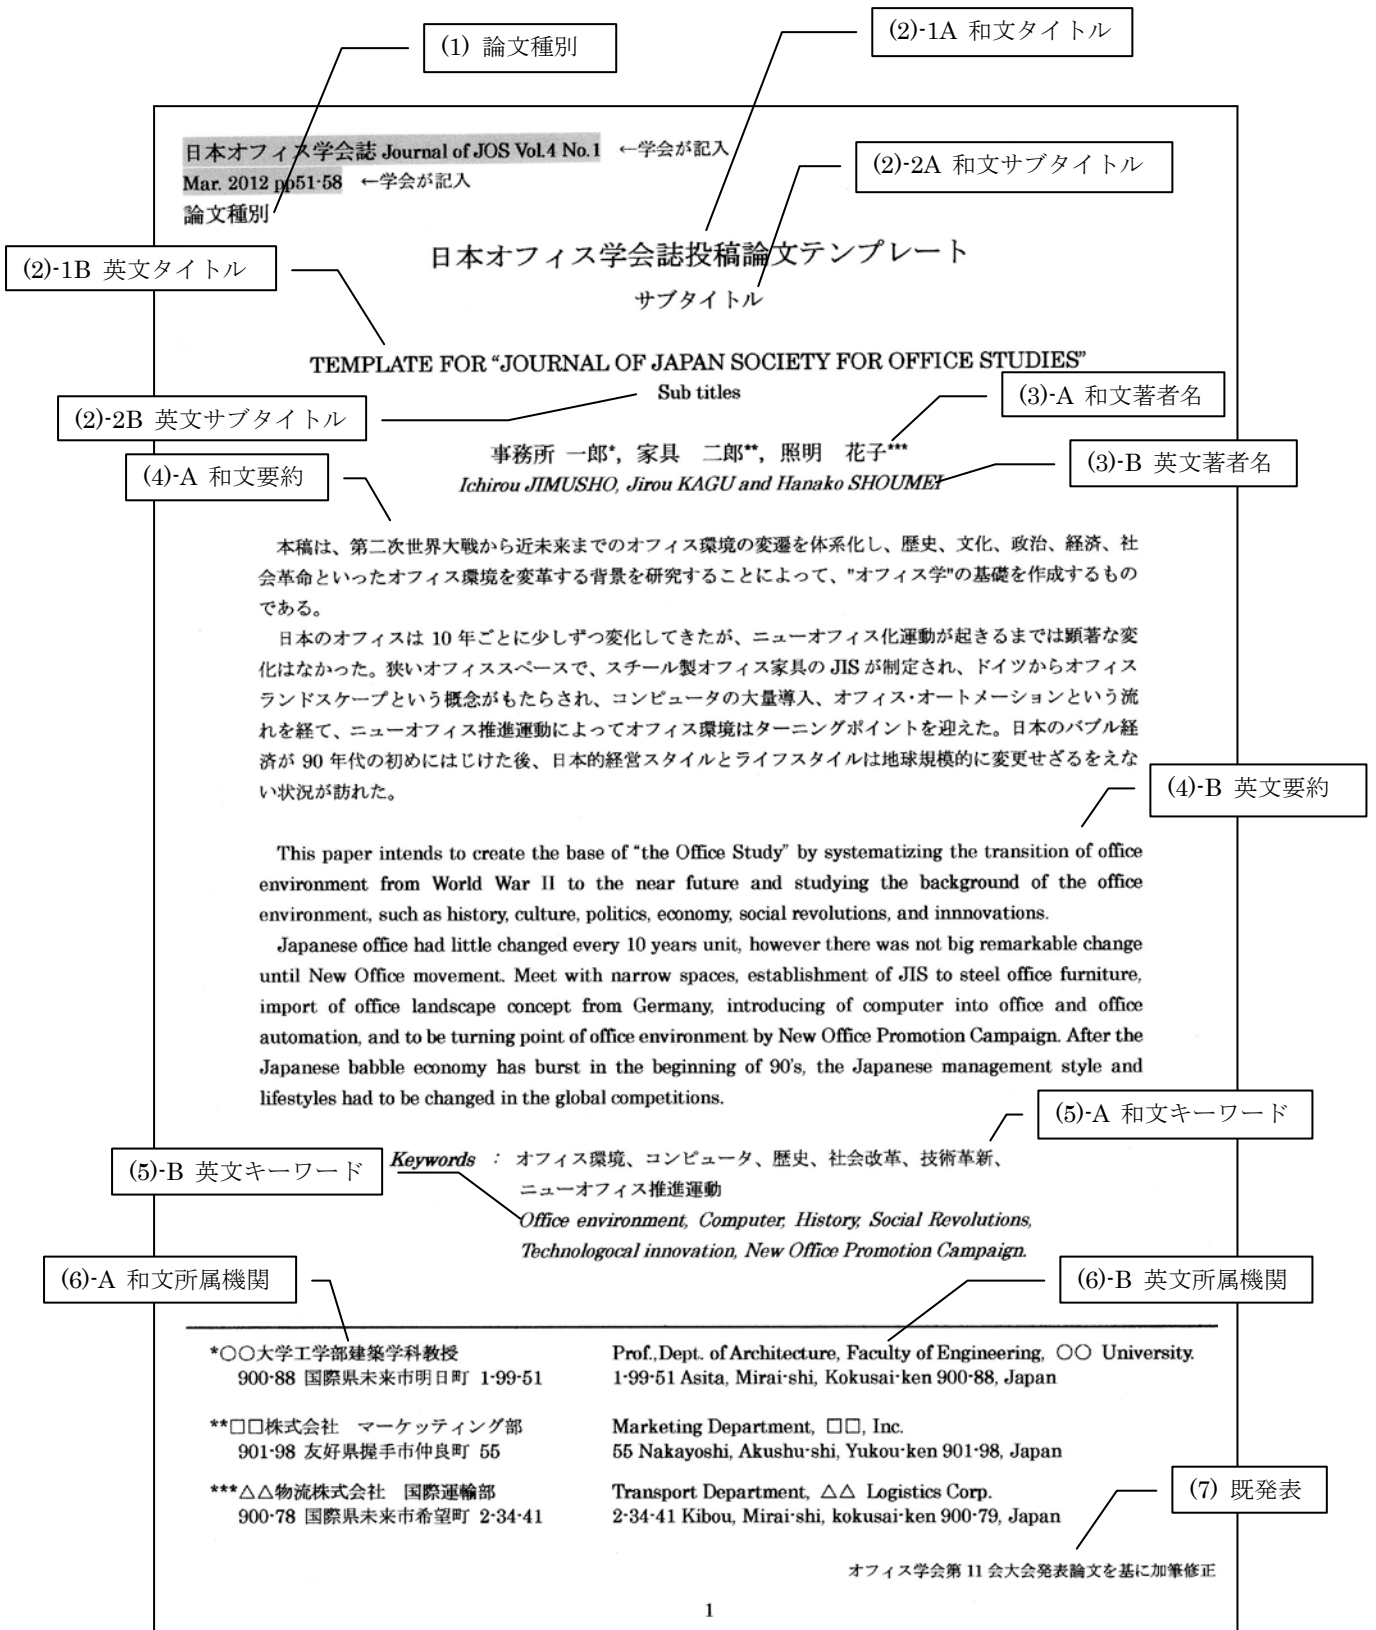 (1) 論文種別
(2)-1A 和文タイトル
日本オフィス学会誌 Journal of JOS Vol.4 No.1 ←学会が記入
Mar. 2012 pp51-58 ←学会が記入
(2)-2A 和文サブタイトル
論文種別
日本オフィス学会誌投稿論文テンプレート
(2)-1B 英文タイトル
サブタイトル
TEMPLATE FOR “JOURNAL OF JAPAN SOCIETY FOR OFFICE STUDIES”
Sub titles
(3)-A 和文著者名
(2)-2B 英文サブタイトル
事務所 一郎*, 家具 二郎**, 照明 花子***
(4)-A 和文要約
(3)-B 英文著者名
Ichirou JIMUSHO, Jirou KAGU and Hanako SHOUMEI
本稿は、第二次世界大戦から近未来までのオフィス環境の変遷を体系化し、歴史、文化、政治、経済、社
会革命といったオフィス環境を変革する背景を研究することによって、"オフィス学"の基礎を作成するもの
である。
日本のオフィスは 10 年ごとに少しずつ変化してきたが、ニューオフィス化運動が起きるまでは顕著な変
化はなかった。狭いオフィススペースで、スチール製オフィス家具の JIS が制定され、ドイツからオフィス
ランドスケープという概念がもたらされ、コンピュータの大量導入、オフィス・オートメーションという流
れを経て、ニューオフィス推進運動によってオフィス環境はターニングポイントを迎えた。日本のバブル経
済が 90 年代の初めにはじけた後、日本的経営スタイルとライフスタイルは地球規模的に変更せざるをえな
い状況が訪れた。
(4)-B 英文要約
This paper intends to create the base of “the Office Study” by systematizing the transition of office
environment from World War II to the near future and studying the background of the office
environment, such as history, culture, politics, economy, social revolutions, and innnovations.
Japanese office had little changed every 10 years unit, however there was not big remarkable change
until New Office movement. Meet with narrow spaces, establishment of JIS to steel office furniture,
import of office landscape concept from Germany, introducing of computer into office and office
automation, and to be turning point of office environment by New Office Promotion Campaign. After the
Japanese babble economy has burst in the beginning of 90's, the Japanese management style and
lifestyles had to be changed in the global competitions.
(5)-A 和文キーワード
(5)-B 英文キーワード
Keywords : オフィス環境、コンピュータ、歴史、社会改革、技術革新、
ニューオフィス推進運動
Office environment, Computer, History, Social Revolutions,
Technologocal innovation, New Office Promotion Campaign.
(6)-A 和文所属機関
(6)-B 英文所属機関
*○○大学工学部建築学科教授 Prof.,Dept. of Architecture, Faculty of Engineering, ○○ University.
900-88 国際県未来市明日町 1-99-51 1-99-51 Asita, Mirai-shi, Kokusai-ken 900-88, Japan
**□□株式会社 マーケッティング部 Marketing Department, □□, Inc.
901-98 友好県握手市仲良町 55 55 Nakayoshi, Akushu-shi, Yukou-ken 901-98, Japan
***△△物流株式会社 国際運輸部 Transport Department, △△ Logistics Corp.
900-78 国際県未来市希望町 2-34-41 2-34-41 Kibou, Mirai-shi, kokusai-ken 900-79, Japan
(7) 既発表
オフィス学会第 11 会大会発表論文を基に加筆修正
1